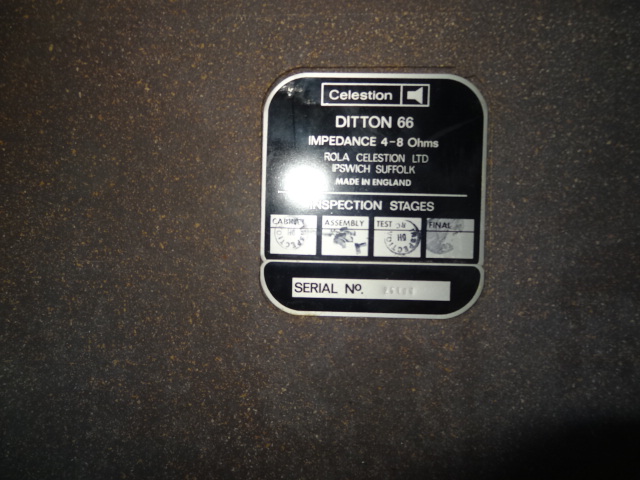 Celestion
DITTON 66
IMPEDANCE 4-8 Ohms
ROLA CELESTION LTD
IPSWICH SUFFOLK
MADE IN ENGLAND
INSPECTION STAGES
CABINET ASSEMBLY TEST FINAL
SERIAL No.